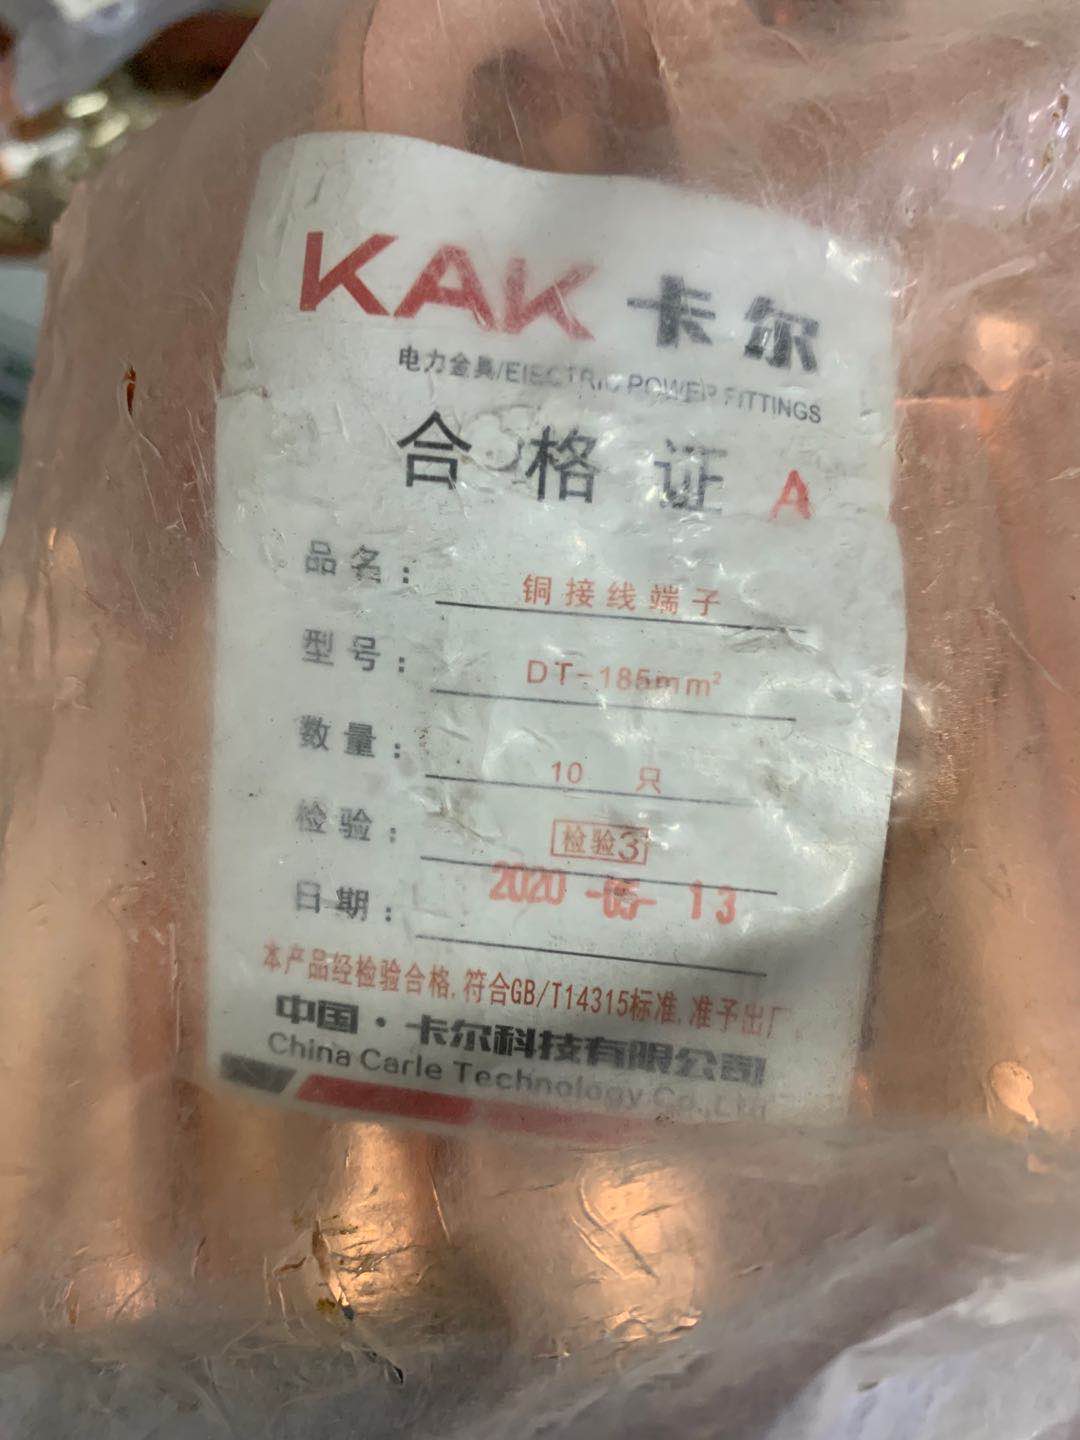 KAK 卡尔
电力金具/ElECTRIC POWER FITTINGS
合格证 A
品名: 铜接线端子
型号: DT-185mm²
数量: 10 只
检验: 检验3
日期: 2020-05-13
本产品经检验合格,符合GB/T14315标准,准予出厂
中国·卡尔科技有限公司
China Carle Technology Co.,Ltd